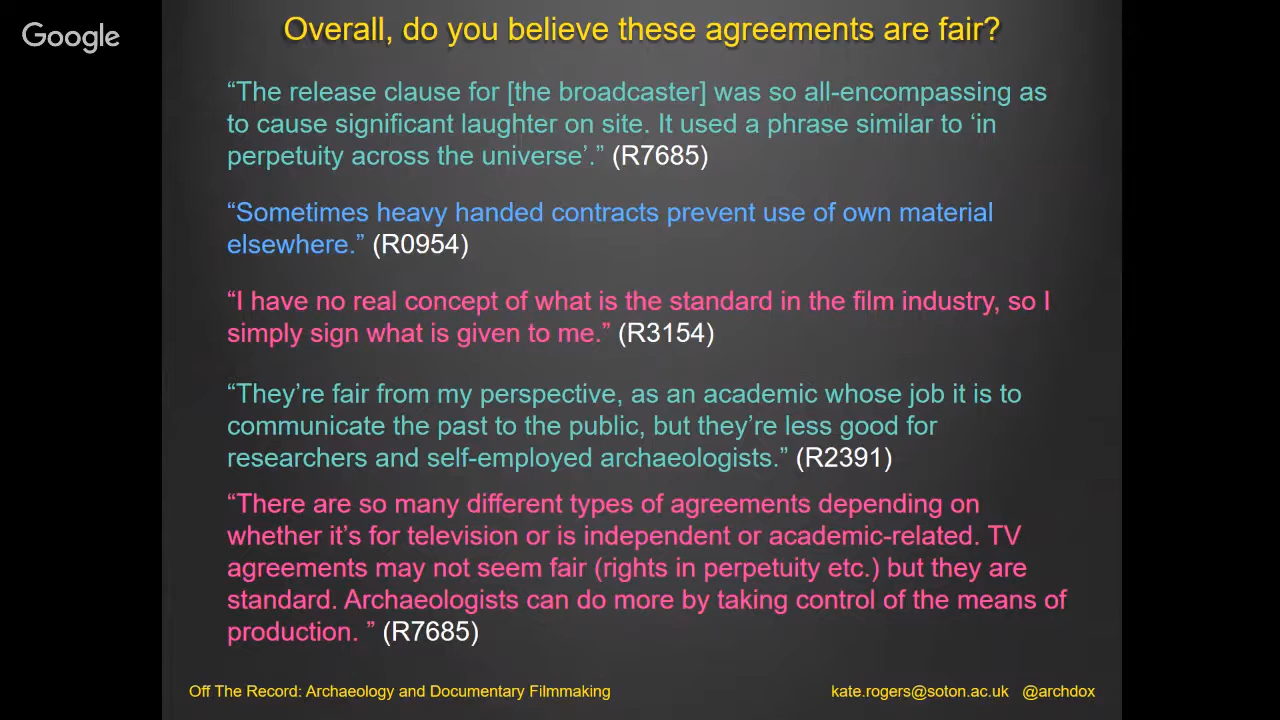 Google
Overall, do you believe these agreements are fair?
“The release clause for [the broadcaster] was so all-encompassing as
to cause significant laughter on site. It used a phrase similar to ‘in
perpetuity across the universe’.” (R7685)
“Sometimes heavy handed contracts prevent use of own material
elsewhere.” (R0954)
“I have no real concept of what is the standard in the film industry, so I
simply sign what is given to me.” (R3154)
“They’re fair from my perspective, as an academic whose job it is to
communicate the past to the public, but they’re less good for
researchers and self-employed archaeologists.” (R2391)
“There are so many different types of agreements depending on
whether it’s for television or is independent or academic-related. TV
agreements may not seem fair (rights in perpetuity etc.) but they are
standard. Archaeologists can do more by taking control of the means of
production. ” (R7685)
Off The Record: Archaeology and Documentary Filmmaking
kate.rogers@soton.ac.uk @archdox